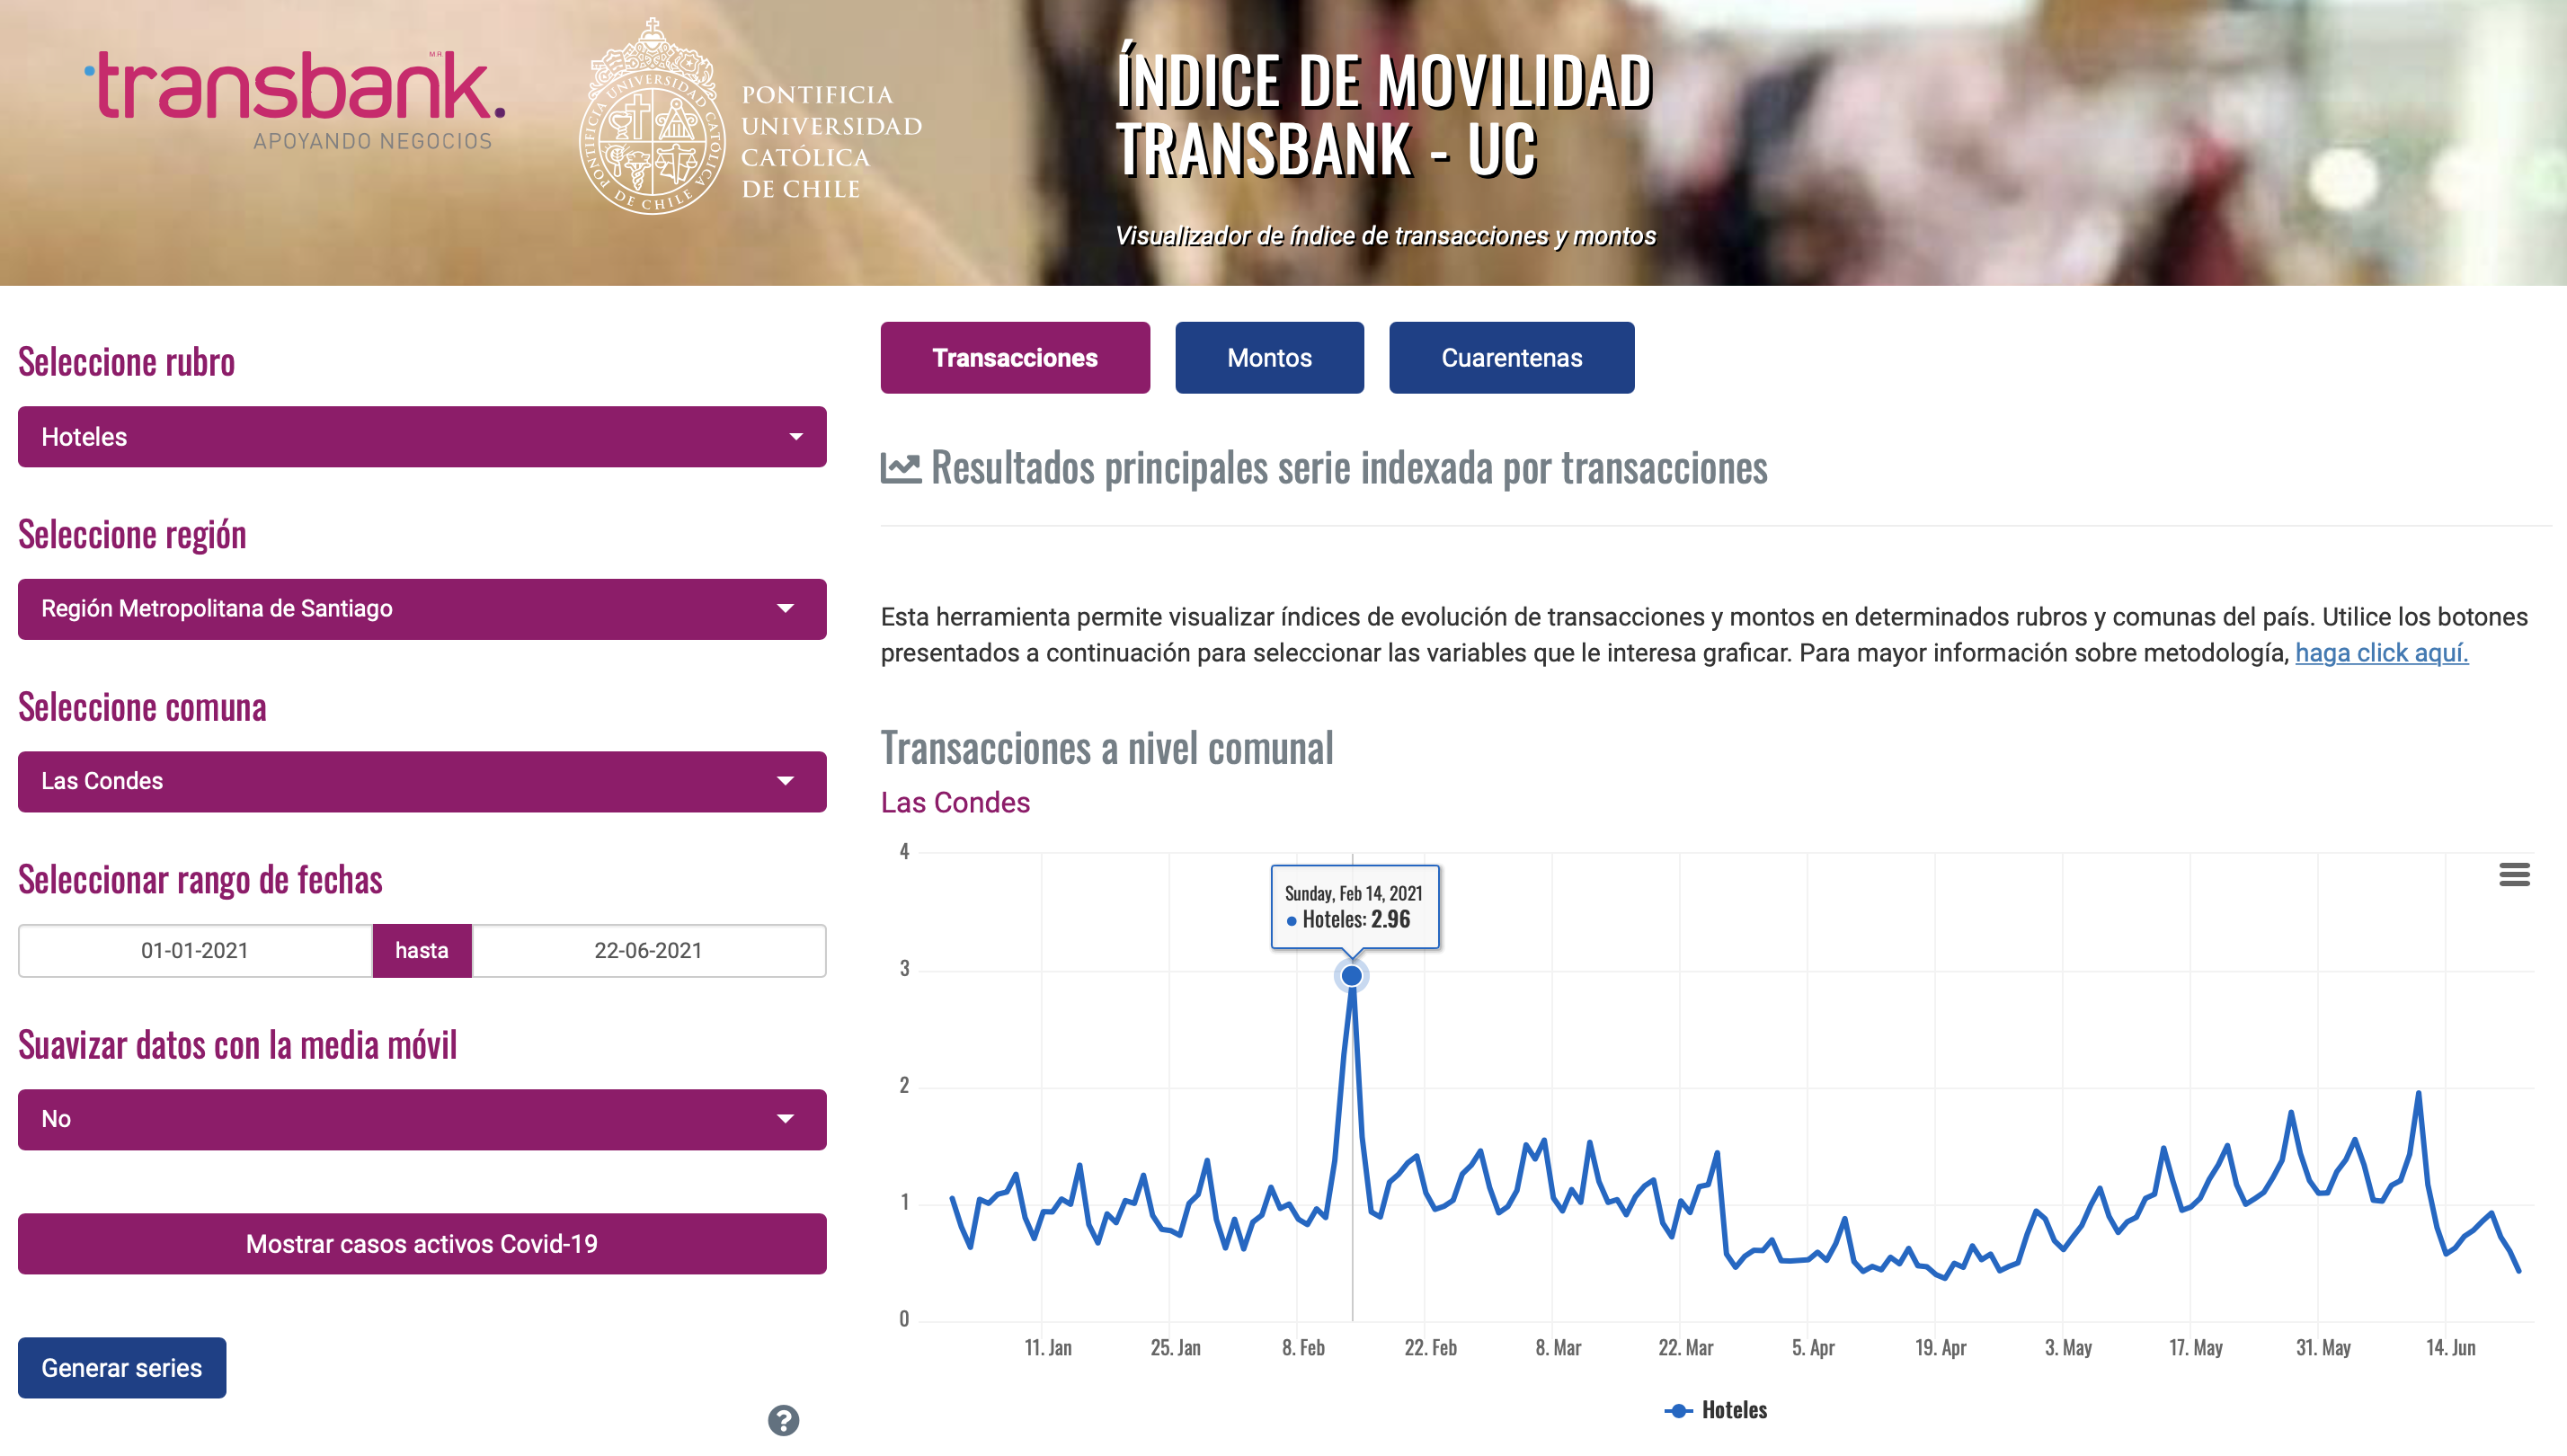 transbank.
M.R.
APOYANDO NEGOCIOS
PONTIFICIA UNIVERSIDAD CATÓLICA DE CHILE
PONTIFICIA
UNIVERSIDAD
CATÓLICA
DE CHILE
ÍNDICE DE MOVILIDAD
TRANSBANK - UC
Visualizador de índice de transacciones y montos
Seleccione rubro
Hoteles
Seleccione región
Región Metropolitana de Santiago
Seleccione comuna
Las Condes
Seleccionar rango de fechas
01-01-2021 hasta 22-06-2021
Suavizar datos con la media móvil
No
Mostrar casos activos Covid-19
Generar series
?
Transacciones Montos Cuarentenas
Resultados principales serie indexada por transacciones
Esta herramienta permite visualizar índices de evolución de transacciones y montos en determinados rubros y comunas del país. Utilice los botones
presentados a continuación para seleccionar las variables que le interesa graficar. Para mayor información sobre metodología, haga click aquí.
Transacciones a nivel comunal
Las Condes
4
3
2
1
0
Sunday, Feb 14, 2021
Hoteles: 2.96
11. Jan 25. Jan 8. Feb 22. Feb 8. Mar 22. Mar 5. Apr 19. Apr 3. May 17. May 31. May 14. Jun
Hoteles